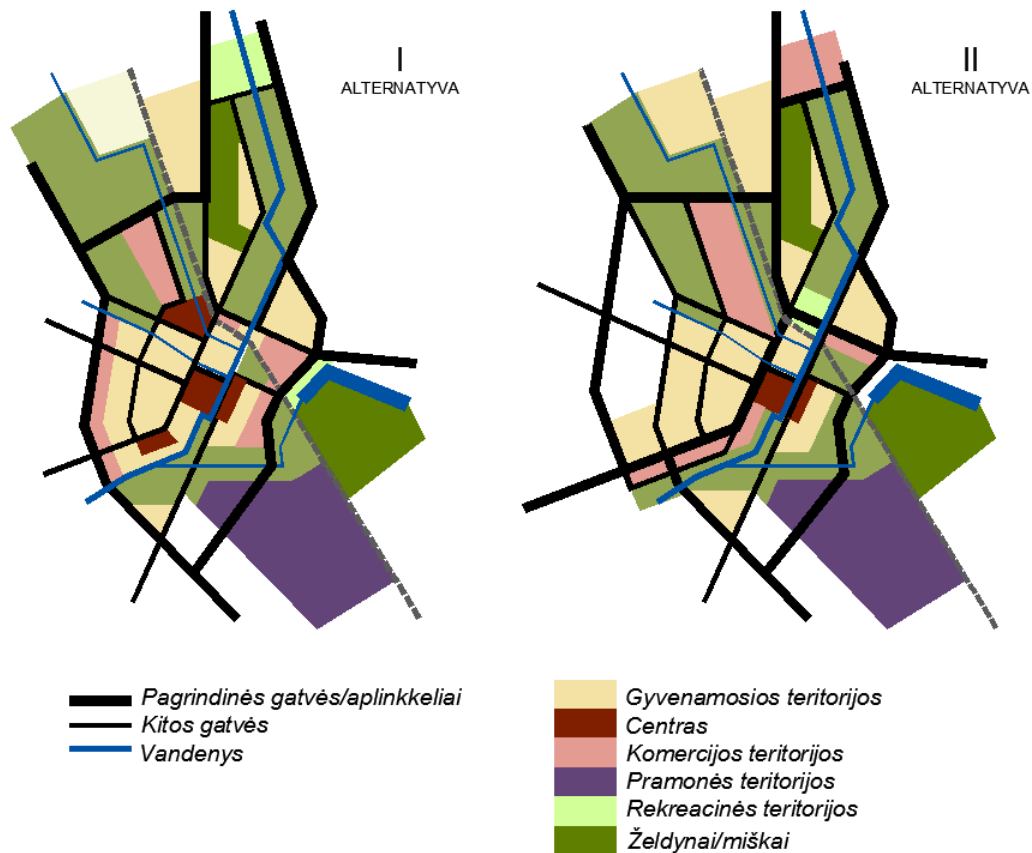 I
ALTERNATYVA
II
ALTERNATYVA
Pagrindinės gatvės/aplinkkeliai
Kitos gatvės
Vandenys
Gyvenamosios teritorijos
Centras
Komercijos teritorijos
Pramonės teritorijos
Rekreacinės teritorijos
Želdynai/miškai